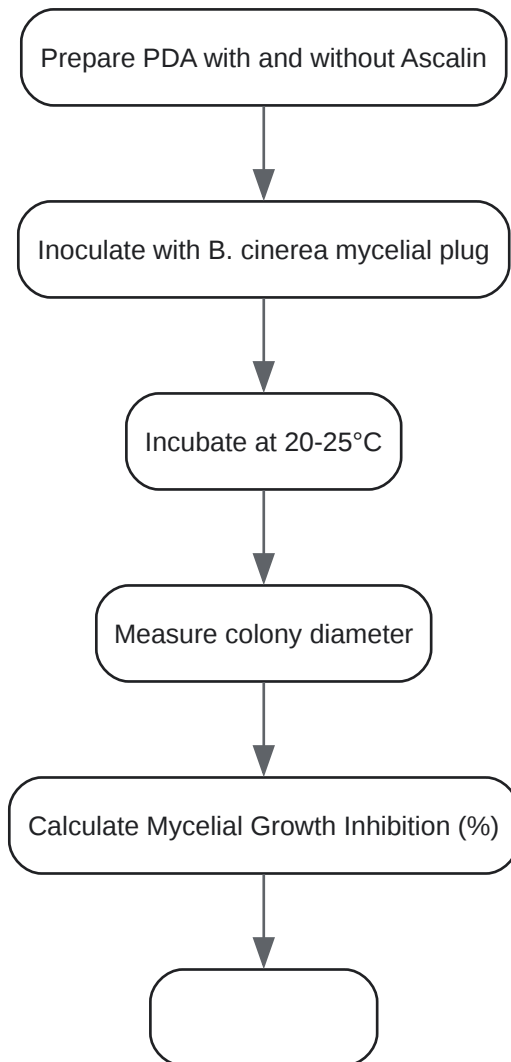 Prepare PDA with and without Ascalin
Inoculate with B. cinerea mycelial plug
Incubate at 20-25°C
Measure colony diameter
Calculate Mycelial Growth Inhibition (%)